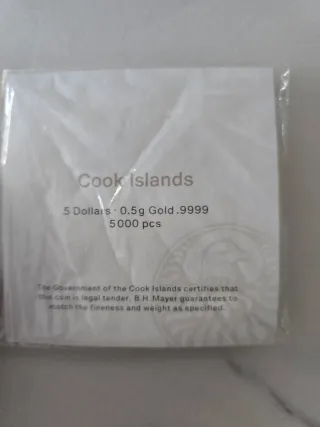 Cook Islands
5 Dollars · 0.5g Gold .9999
5000 pcs
The Government of the Cook Islands certifies that
this coin is legal tender. B.H. Mayer guarantees to
match the fineness and weight as specified.